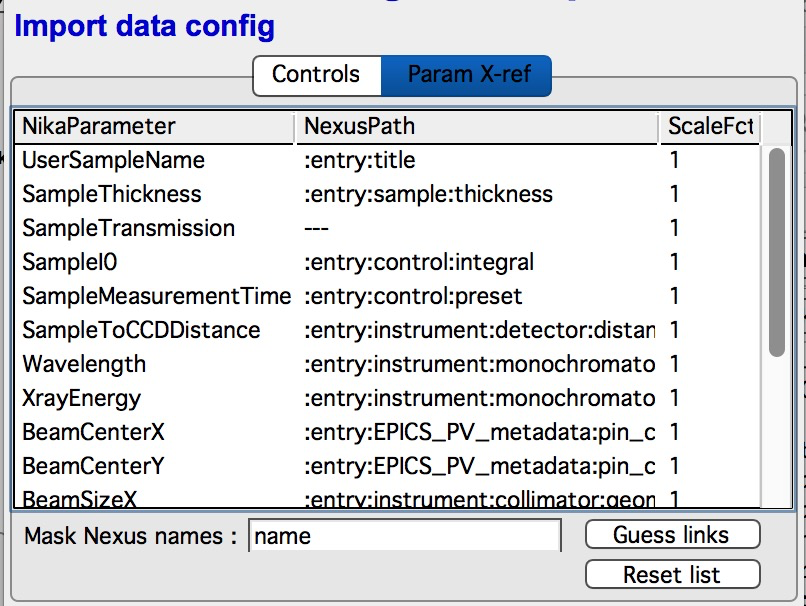 Import data config
Controls Param X-ref
NikaParameter NexusPath ScaleFct
UserSampleName :entry:title 1
SampleThickness :entry:sample:thickness 1
SampleTransmission --- 1
SampleI0 :entry:control:integral 1
SampleMeasurementTime :entry:control:preset 1
SampleToCCDDistance :entry:instrument:detector:distan 1
Wavelength :entry:instrument:monochromato 1
XrayEnergy :entry:instrument:monochromato 1
BeamCenterX :entry:EPICS_PV_metadata:pin_c 1
BeamCenterY :entry:EPICS_PV_metadata:pin_c 1
BeamSizeX :entry:instrument:collimator:geon 1
Mask Nexus names : name Guess links
Reset list